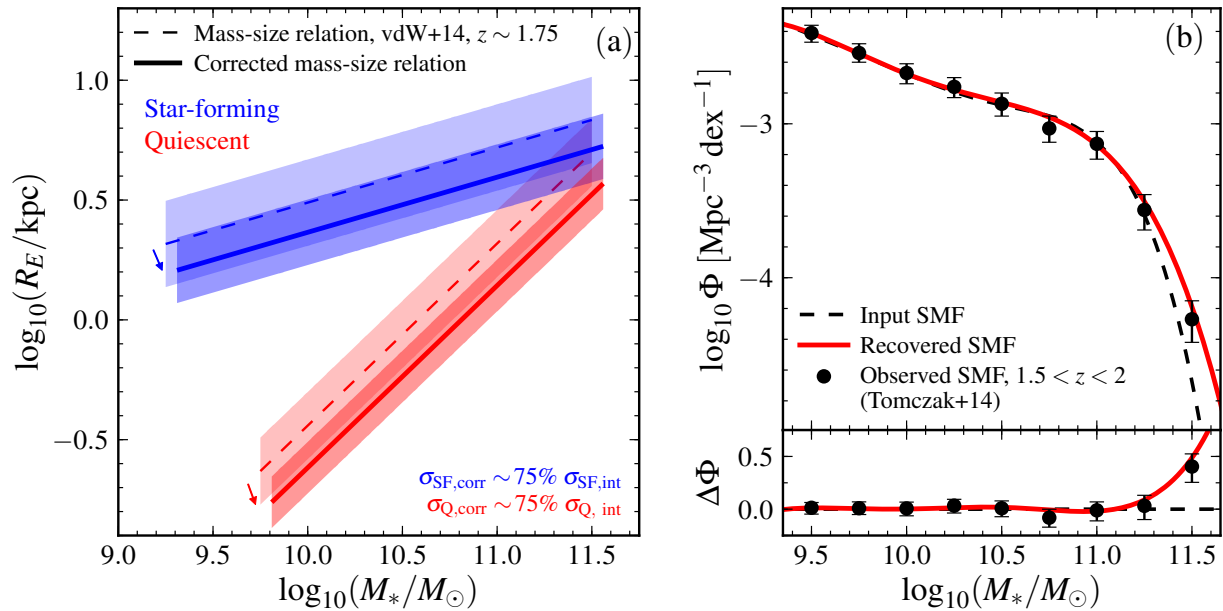 Mass-size relation, vdW+14, z ∼ 1.75
Corrected mass-size relation
(a)
Star-forming
Quiescent
1.0
0.5
0.0
−0.5
log10(RE/kpc)
σSF,corr ∼75% σSF,int
σQ,corr ∼75% σQ, int
9.0 9.5 10.0 10.5 11.0 11.5
log10(M∗/M⊙)
(b)
−3
−4
log10Φ [Mpc−3 dex−1]
Input SMF
Recovered SMF
Observed SMF, 1.5 < z < 2
(Tomczak+14)
0.5
0.0
ΔΦ
9.5 10.0 10.5 11.0 11.5
log10(M∗/M⊙)